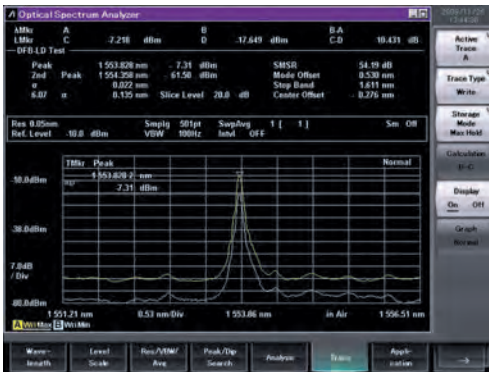 Optical Spectrum Analyzer
ΔMkr A B B-A
LMkr C -7.218 dBm D -17.649 dBm C-D 10.431 dB
DFB-LD Test
Peak 1 553.828 nm -7.31 dBm SMSR 54.19 dB
2nd Peak 1 554.358 nm -61.50 dBm Mode Offset 0.530 nm
σ 0.022 nm Stop Band 1.611 nm
6.07 σ 0.135 nm Slice Level 20.0 dB Center Offset -0.276 nm
Res 0.05nm Smplg 501pt SwpAvg 1 [ 1 ] Sm Off
Ref. Level -10.0 dBm VBW 100Hz Intvl OFF
TMkr Peak Normal
1 553.828 2 nm
-7.31 dBm
-10.0dBm
-38.0dBm
7.0dB
/ Div
-80.0dBm
1 551.21 nm 0.53 nm/Div 1 553.86 nm in Air 1 556.51 nm
A Wri:Max B Wri:Min
Active
Trace
A
Trace Type
Write
Storage
Mode
Max Hold
Calculation
Display
On Off
Graph
Normal
Wave-
length
Level
Scale
Res/VBW/
Avg
Peak/Dip
Search
Analysis
Trace
Appli-
cation
→